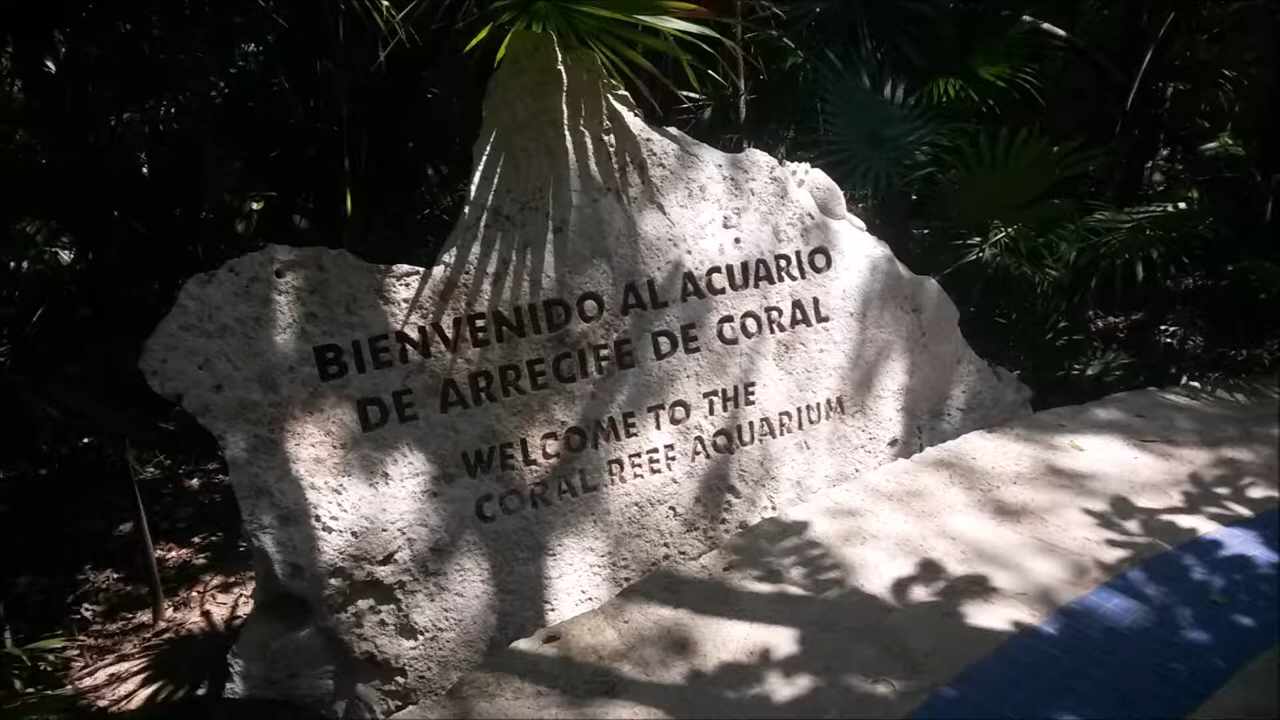 BIENVENIDO AL ACUARIO
DE ARRECIFE DE CORAL
WELCOME TO THE
CORAL REEF AQUARIUM